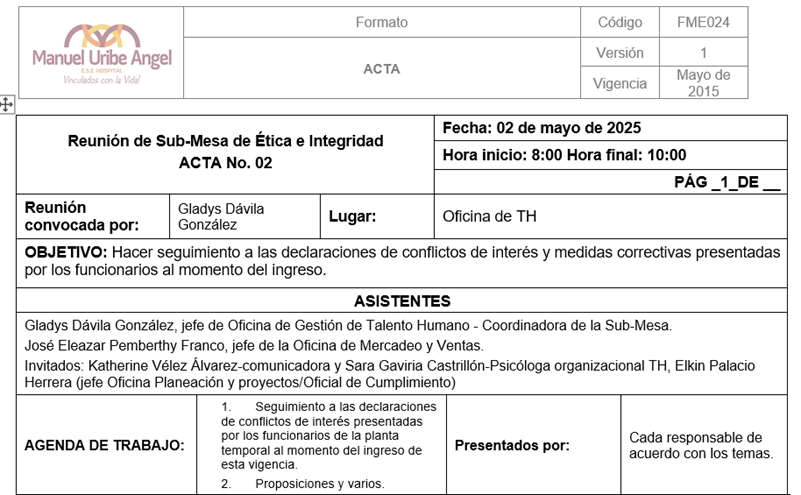 Manuel Uribe Angel
E.S.E HOSPITAL
Vinculados con la Vida!
Formato
ACTA
Código
FME024
Versión
1
Vigencia
Mayo de
2015
Reunión de Sub-Mesa de Ética e Integridad
ACTA No. 02
Fecha: 02 de mayo de 2025
Hora inicio: 8:00 Hora final: 10:00
PÁG _1_DE __
Reunión
convocada por:
Gladys Dávila
González
Lugar:
Oficina de TH
OBJETIVO: Hacer seguimiento a las declaraciones de conflictos de interés y medidas correctivas presentadas
por los funcionarios al momento del ingreso.
ASISTENTES
Gladys Dávila González, jefe de Oficina de Gestión de Talento Humano - Coordinadora de la Sub-Mesa.
José Eleazar Pemberthy Franco, jefe de la Oficina de Mercadeo y Ventas.
Invitados: Katherine Vélez Álvarez-comunicadora y Sara Gaviria Castrillón-Psicóloga organizacional TH, Elkin Palacio
Herrera (jefe Oficina Planeación y proyectos/Oficial de Cumplimiento)
AGENDA DE TRABAJO:
1. Seguimiento a las declaraciones
de conflictos de interés presentadas
por los funcionarios de la planta
temporal al momento del ingreso de
esta vigencia.
2. Proposiciones y varios.
Presentados por:
Cada responsable de
acuerdo con los temas.